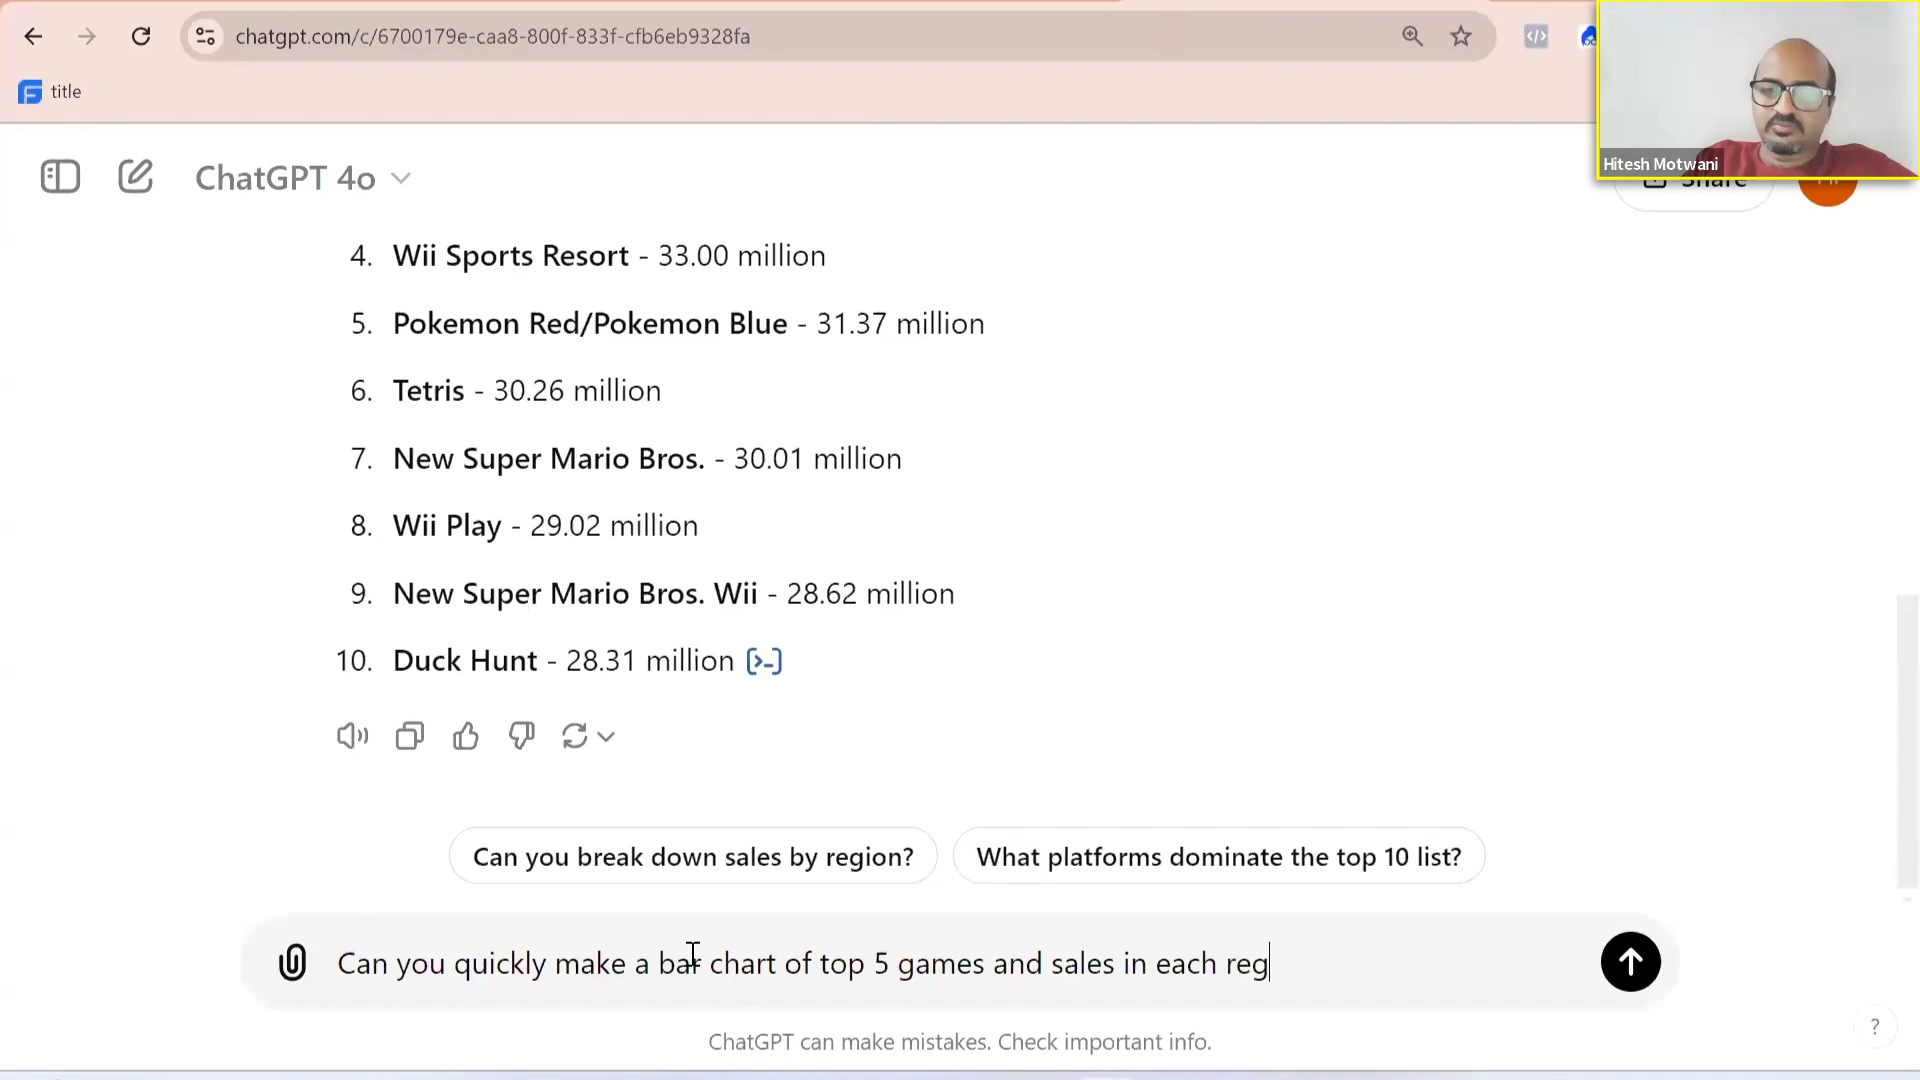 chatgpt.com/c/6700179e-caa8-800f-833f-cfb6eb9328fa
title
Hitesh Motwani
ChatGPT 4o
Share
4. Wii Sports Resort - 33.00 million
5. Pokemon Red/Pokemon Blue - 31.37 million
6. Tetris - 30.26 million
7. New Super Mario Bros. - 30.01 million
8. Wii Play - 29.02 million
9. New Super Mario Bros. Wii - 28.62 million
10. Duck Hunt - 28.31 million [>-]
Can you break down sales by region? What platforms dominate the top 10 list?
Can you quickly make a bar chart of top 5 games and sales in each reg
ChatGPT can make mistakes. Check important info.
?